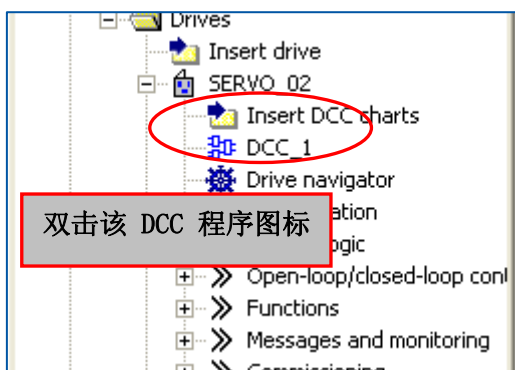 Drives
Insert drive
SERVO_02
Insert DCC charts
DCC_1
Drive navigator
双击该 DCC 程序图标
Open-loop/closed-loop
Functions
Messages and monitoring
Commissioning